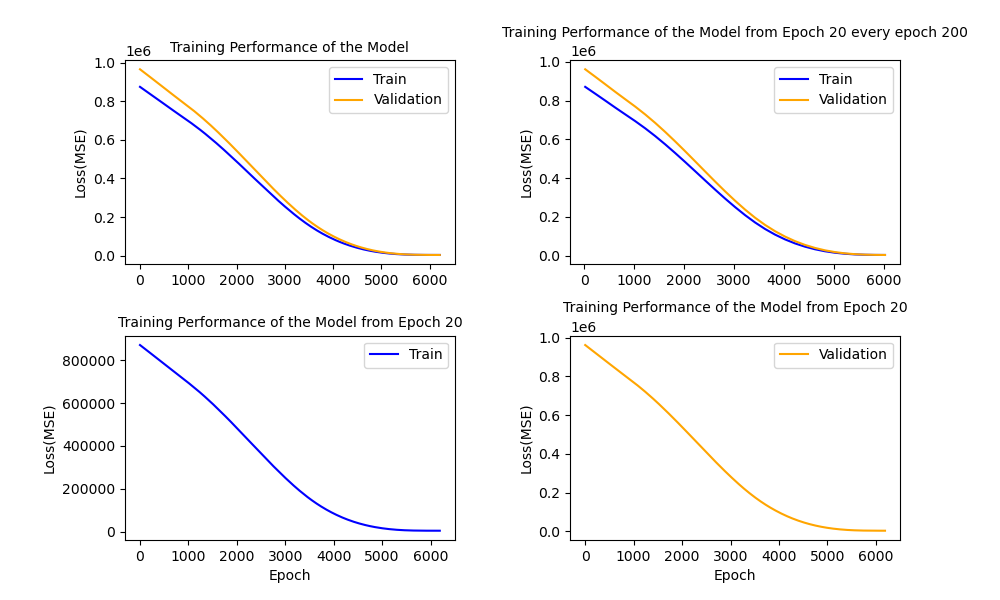 Training Performance of the Model
1e6
Loss(MSE)
1.0
0.8
0.6
0.4
0.2
0.0
0 1000 2000 3000 4000 5000 6000
Train
Validation
Training Performance of the Model from Epoch 20 every epoch 200
1e6
Loss(MSE)
1.0
0.8
0.6
0.4
0.2
0.0
0 1000 2000 3000 4000 5000 6000
Train
Validation
Training Performance of the Model from Epoch 20
Loss(MSE)
800000
600000
400000
200000
0
0 1000 2000 3000 4000 5000 6000
Epoch
Train
Training Performance of the Model from Epoch 20
1e6
Loss(MSE)
1.0
0.8
0.6
0.4
0.2
0.0
0 1000 2000 3000 4000 5000 6000
Epoch
Validation